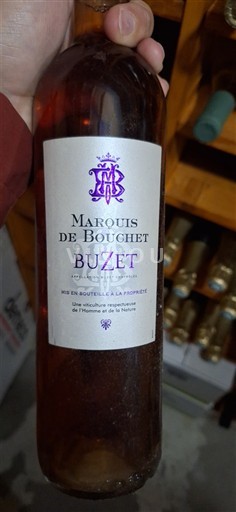 MARQUIS
DE BOUCHET
BUZET
MIS EN BOUTEILLE À LA PROPRIÉTÉ
Une viticulture respectueuse
de l'Homme et de la Nature